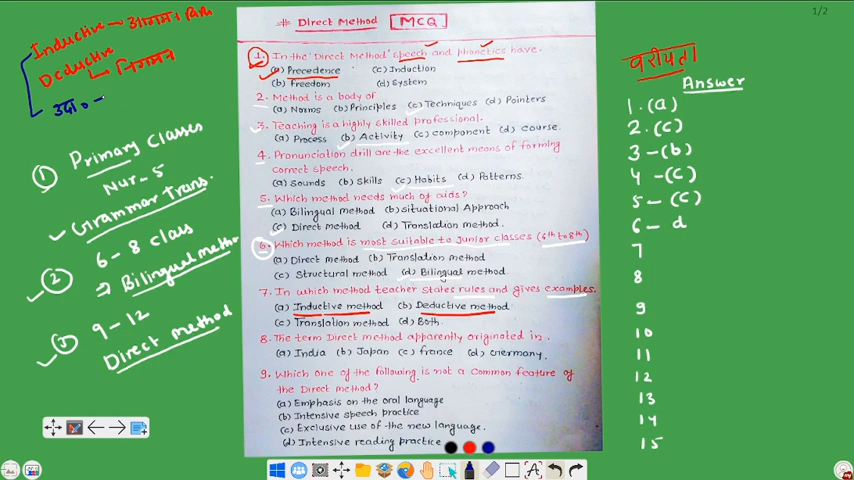 1/2
# Direct Method [MCQ]
1. In the 'Direct Method' speech and phonetics have.
(a) Precedence (c) Induction
(b) Freedom (d) System
2. Method is a body of
(a) Norms (b) Principles (c) Techniques (d) Pointers
3. Teaching is a highly skilled professional.
(a) Process (b) Activity (c) component (d) course.
4. Pronunciation drill are the excellent means of forming
correct speech.
(a) Sounds (b) Skills (c) Habits (d) Patterns.
5. Which method needs much of aids?
(a) Bilingual method (b) situational Approach
(c) Direct method (d) Translation method.
6. Which method is most suitable to Junior classes (6th to 8th)
(a) Direct method (b) Translation method
(c) Structural method (d) Bilingual method.
7. In which method teacher states rules and gives examples.
(a) Inductive method (b) Deductive method.
(c) Translation method (d) Both.
8. The term Direct method apparently originated in.
(a) India (b) Japan (c) france (d) Germany.
9. Which one of the following is not a Common feature of
the Direct method?
(a) Emphasis on the oral language
(b) Intensive speech practice
(c) Exclusive use of the new language.
(d) Intensive reading practice
Inductive - आगमन विधि
Deductive
निगमन
उदा० -
1 Primary Classes
Nur-5
Grammar Trans.
2 6-8 class
⇒ Bilingual metho
3 9-12
Direct method
वरीयता
Answer
1. (a)
2. (c)
3 - (b)
4 - (c)
5 - (c)
6 - d
7
8
9
10
11
12
13
14
15